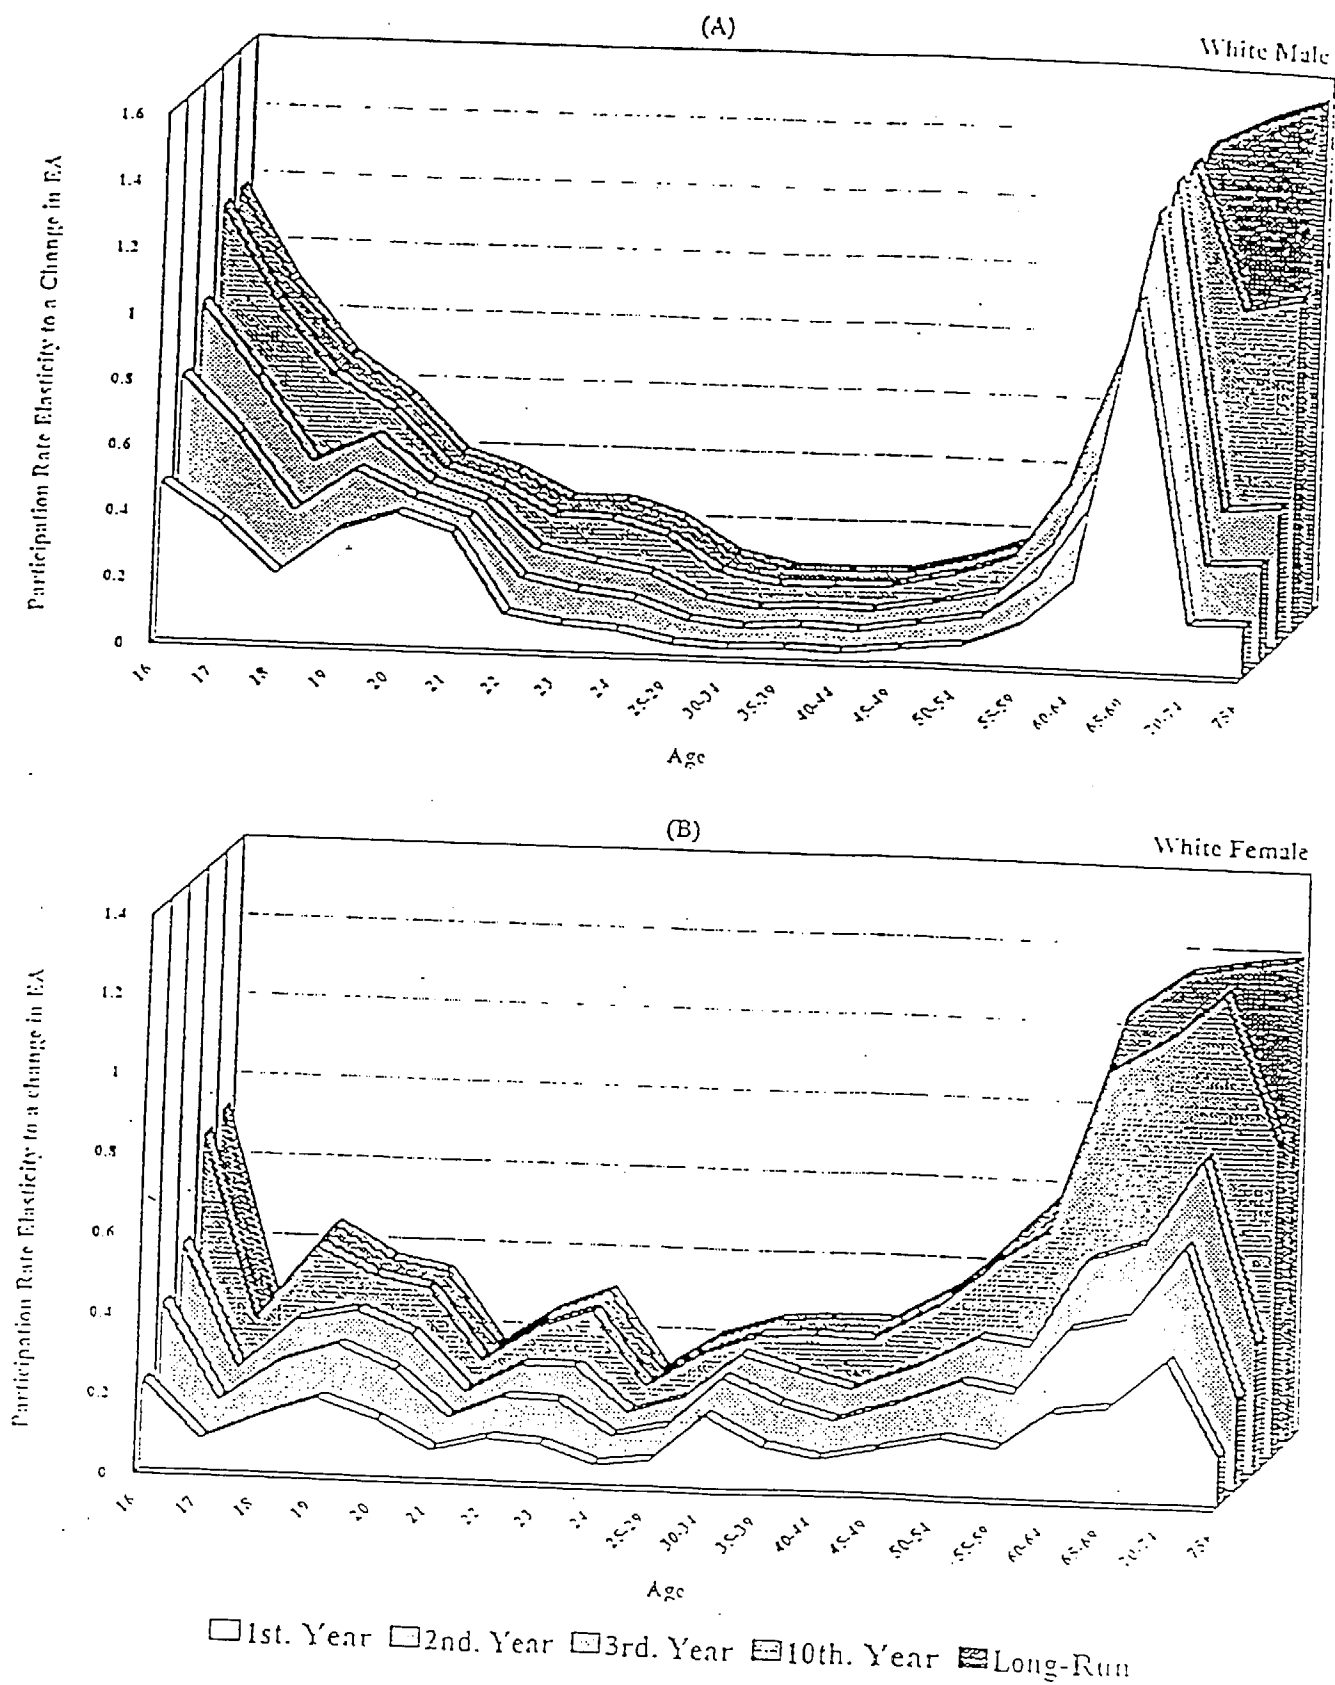 (A)
White Male
Participation Rate Elasticity to a Change in EA
1.6
1.4
1.2
1
0.8
0.6
0.4
0.2
0
16 17 18 19 20 21 22 23 24 25-29 30-34 35-39 40-44 45-49 50-54 55-59 60-64 65-69 70-74 75+
Age
(B)
White Female
Participation Rate Elasticity to a change in EA
1.4
1.2
1
0.8
0.6
0.4
0.2
0
16 17 18 19 20 21 22 23 24 25-29 30-34 35-39 40-44 45-49 50-54 55-59 60-64 65-69 70-74 75+
Age
1st. Year 2nd. Year 3rd. Year 10th. Year Long-Run